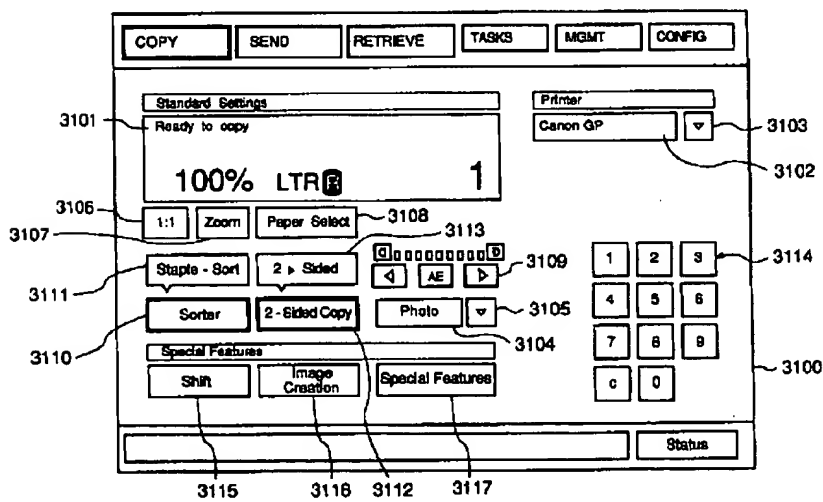 COPY SEND RETRIEVE TASKS MGMT CONFIG
Standard Settings Printer
3101 Ready to copy Canon GP ▿ 3103
3102
100% LTR 1
3106 1:1 Zoom Paper Select 3108
3107 3113
Staple - Sort 2 ▸ Sided ◁ AE ▷ 3109 1 2 3 3114
3111
Sorter 2 - Sided Copy Photo ▿ 3105 4 5 6
3110 3104
Special Features 7 8 9
Shift Image Creation Special Features C 0 3100
Status
3115 3116 3112 3117